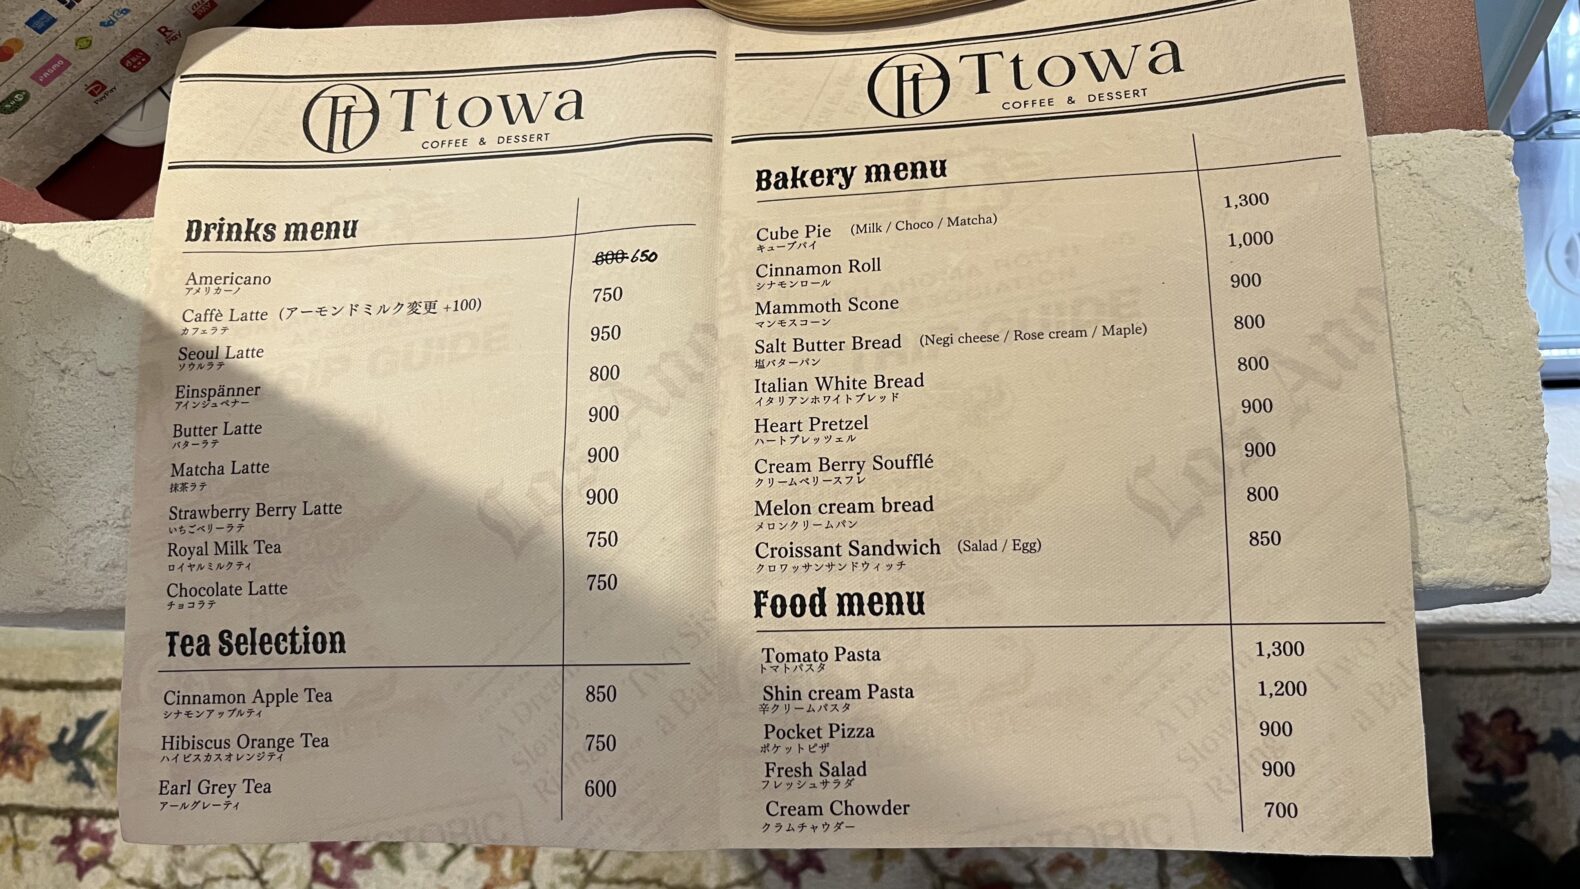 PASMO
PayPay
R Pay
Ttowa
COFFEE & DESSERT
Drinks menu
Americano 600 650
アメリカーノ
Caffè Latte (アーモンドミルク変更 +100) 750
カフェラテ
Seoul Latte 950
ソウルラテ
Einspänner 800
アインシュペナー
Butter Latte 900
バターラテ
Matcha Latte 900
抹茶ラテ
Strawberry Berry Latte 900
いちごベリーラテ
Royal Milk Tea 750
ロイヤルミルクティ
Chocolate Latte 750
チョコラテ
Tea Selection
Cinnamon Apple Tea 850
シナモンアップルティ
Hibiscus Orange Tea 750
ハイビスカスオレンジティ
Earl Grey Tea 600
アールグレーティ
Ttowa
COFFEE & DESSERT
Bakery menu
Cube Pie (Milk / Choco / Matcha) 1,300
キューブパイ
Cinnamon Roll 1,000
シナモンロール
Mammoth Scone 900
マンモスコーン
Salt Butter Bread (Negi cheese / Rose cream / Maple) 800
塩バターパン
Italian White Bread 800
イタリアンホワイトブレッド
Heart Pretzel 900
ハートプレッツェル
Cream Berry Soufflé 900
クリームベリースフレ
Melon cream bread 800
メロンクリームパン
Croissant Sandwich (Salad / Egg) 850
クロワッサンサンドウィッチ
Food menu
Tomato Pasta 1,300
トマトパスタ
Shin cream Pasta 1,200
辛クリームパスタ
Pocket Pizza 900
ポケットピザ
Fresh Salad 900
フレッシュサラダ
Cream Chowder 700
クラムチャウダー